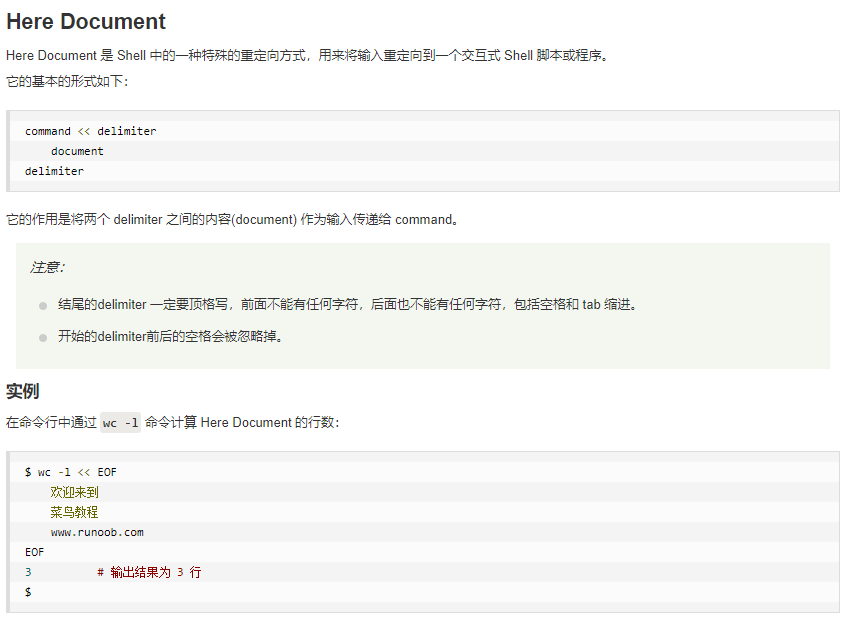 Here Document
Here Document 是 Shell 中的一种特殊的重定向方式，用来将输入重定向到一个交互式 Shell 脚本或程序。
它的基本的形式如下：
command << delimiter
    document
delimiter
它的作用是将两个 delimiter 之间的内容(document) 作为输入传递给 command。
注意：
结尾的delimiter 一定要顶格写，前面不能有任何字符，后面也不能有任何字符，包括空格和 tab 缩进。
开始的delimiter前后的空格会被忽略掉。
实例
在命令行中通过 wc -l 命令计算 Here Document 的行数：
$ wc -l << EOF
    欢迎来到
    菜鸟教程
    www.runoob.com
EOF
3          # 输出结果为 3 行
$